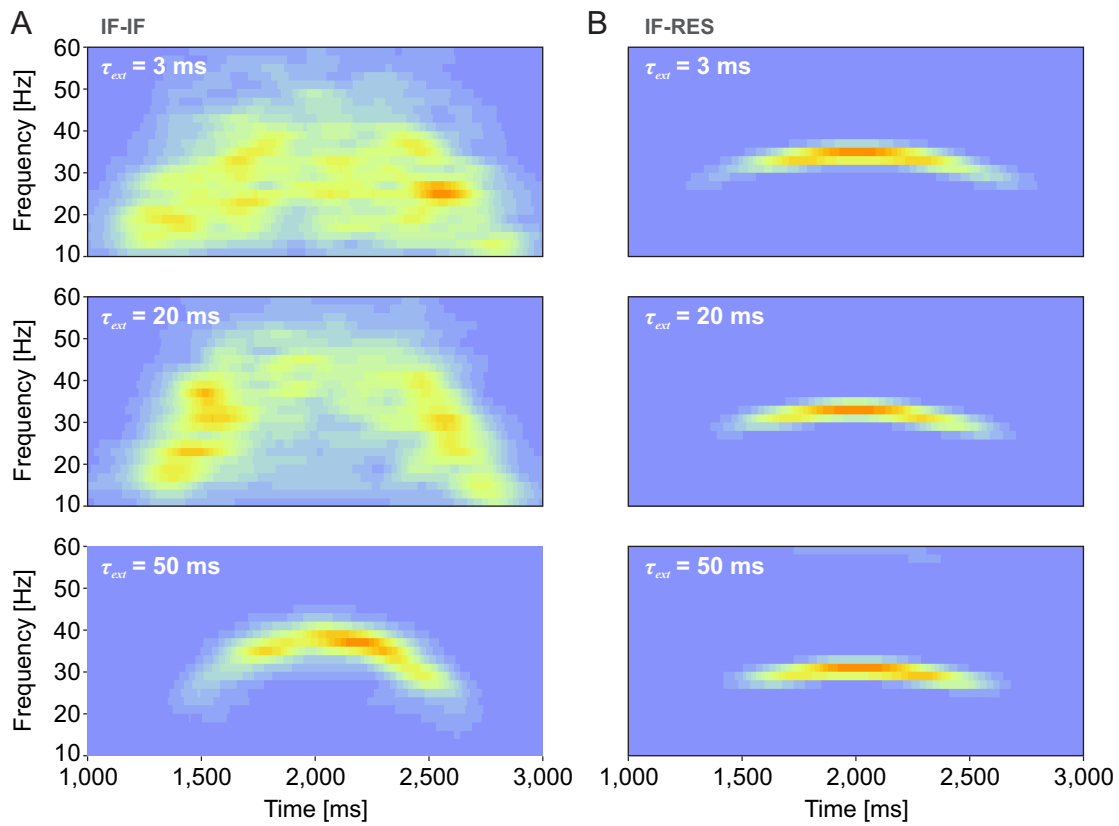 A
IF-IF
B
IF-RES
60
50
40
30
20
10
Frequency [Hz]
τext = 3 ms
τext = 3 ms
60
50
40
30
20
10
Frequency [Hz]
τext = 20 ms
τext = 20 ms
60
50
40
30
20
10
Frequency [Hz]
τext = 50 ms
τext = 50 ms
1,000 1,500 2,000 2,500 3,000
Time [ms]
1,000 1,500 2,000 2,500 3,000
Time [ms]